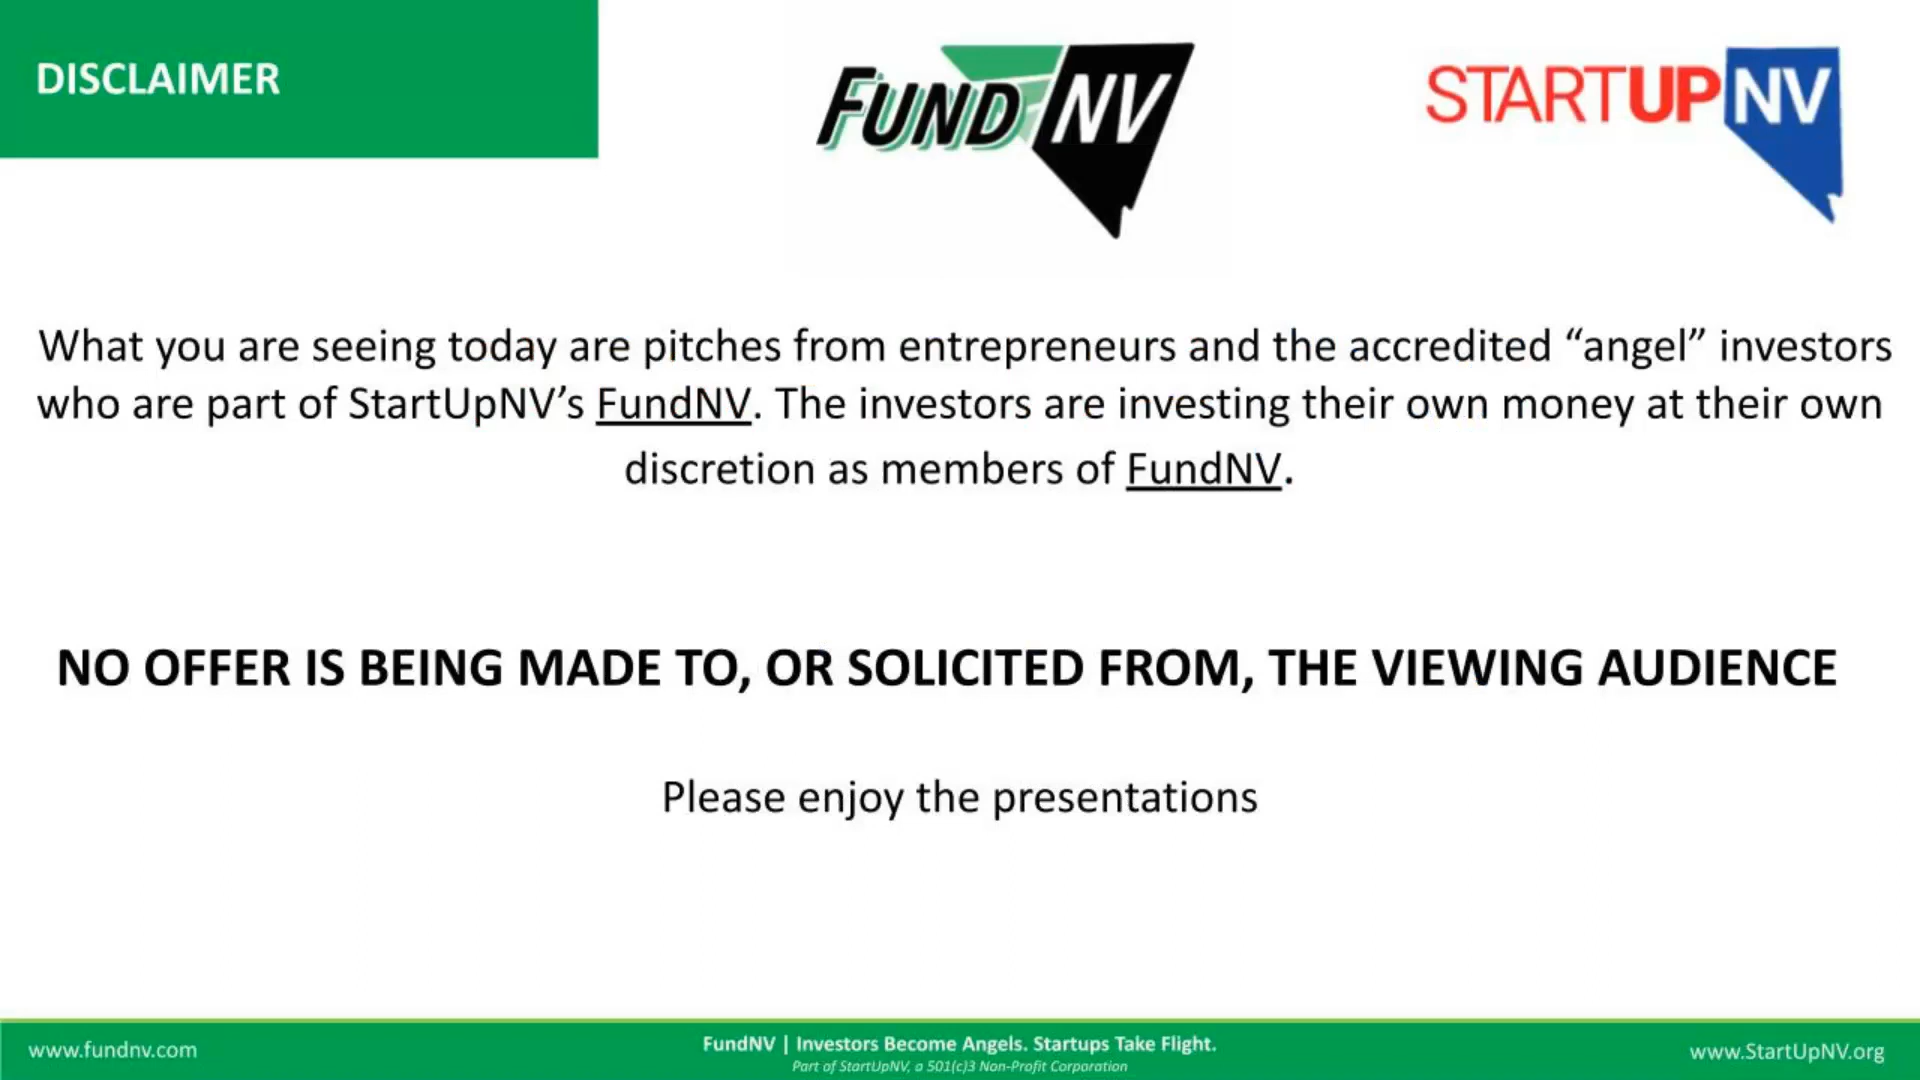 DISCLAIMER
FUND NV
STARTUPNV
What you are seeing today are pitches from entrepreneurs and the accredited “angel” investors
who are part of StartUpNV’s FundNV. The investors are investing their own money at their own
discretion as members of FundNV.
NO OFFER IS BEING MADE TO, OR SOLICITED FROM, THE VIEWING AUDIENCE
Please enjoy the presentations
www.fundnv.com
FundNV | Investors Become Angels. Startups Take Flight.
Part of StartUpNV, a 501(c)3 Non-Profit Corporation
www.StartUpNV.org